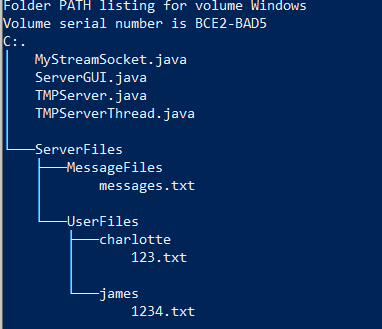 Folder PATH listing for volume Windows
Volume serial number is BCE2-BAD5
C:.
│   MyStreamSocket.java
│   ServerGUI.java
│   TMPServer.java
│   TMPServerThread.java
│
└───ServerFiles
    ├───MessageFiles
    │       messages.txt
    │
    └───UserFiles
        ├───charlotte
        │       123.txt
        │
        └───james
                1234.txt